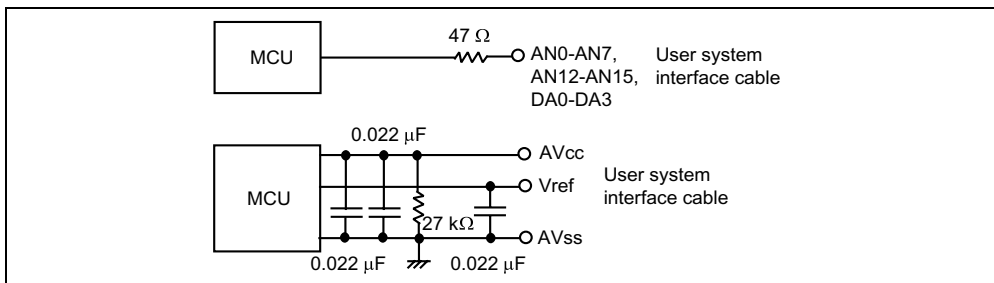 47 Ω
MCU
AN0-AN7,
AN12-AN15,
DA0-DA3
User system
interface cable
0.022 μF
MCU
AVcc
Vref
User system
interface cable
27 kΩ
AVss
0.022 μF
0.022 μF